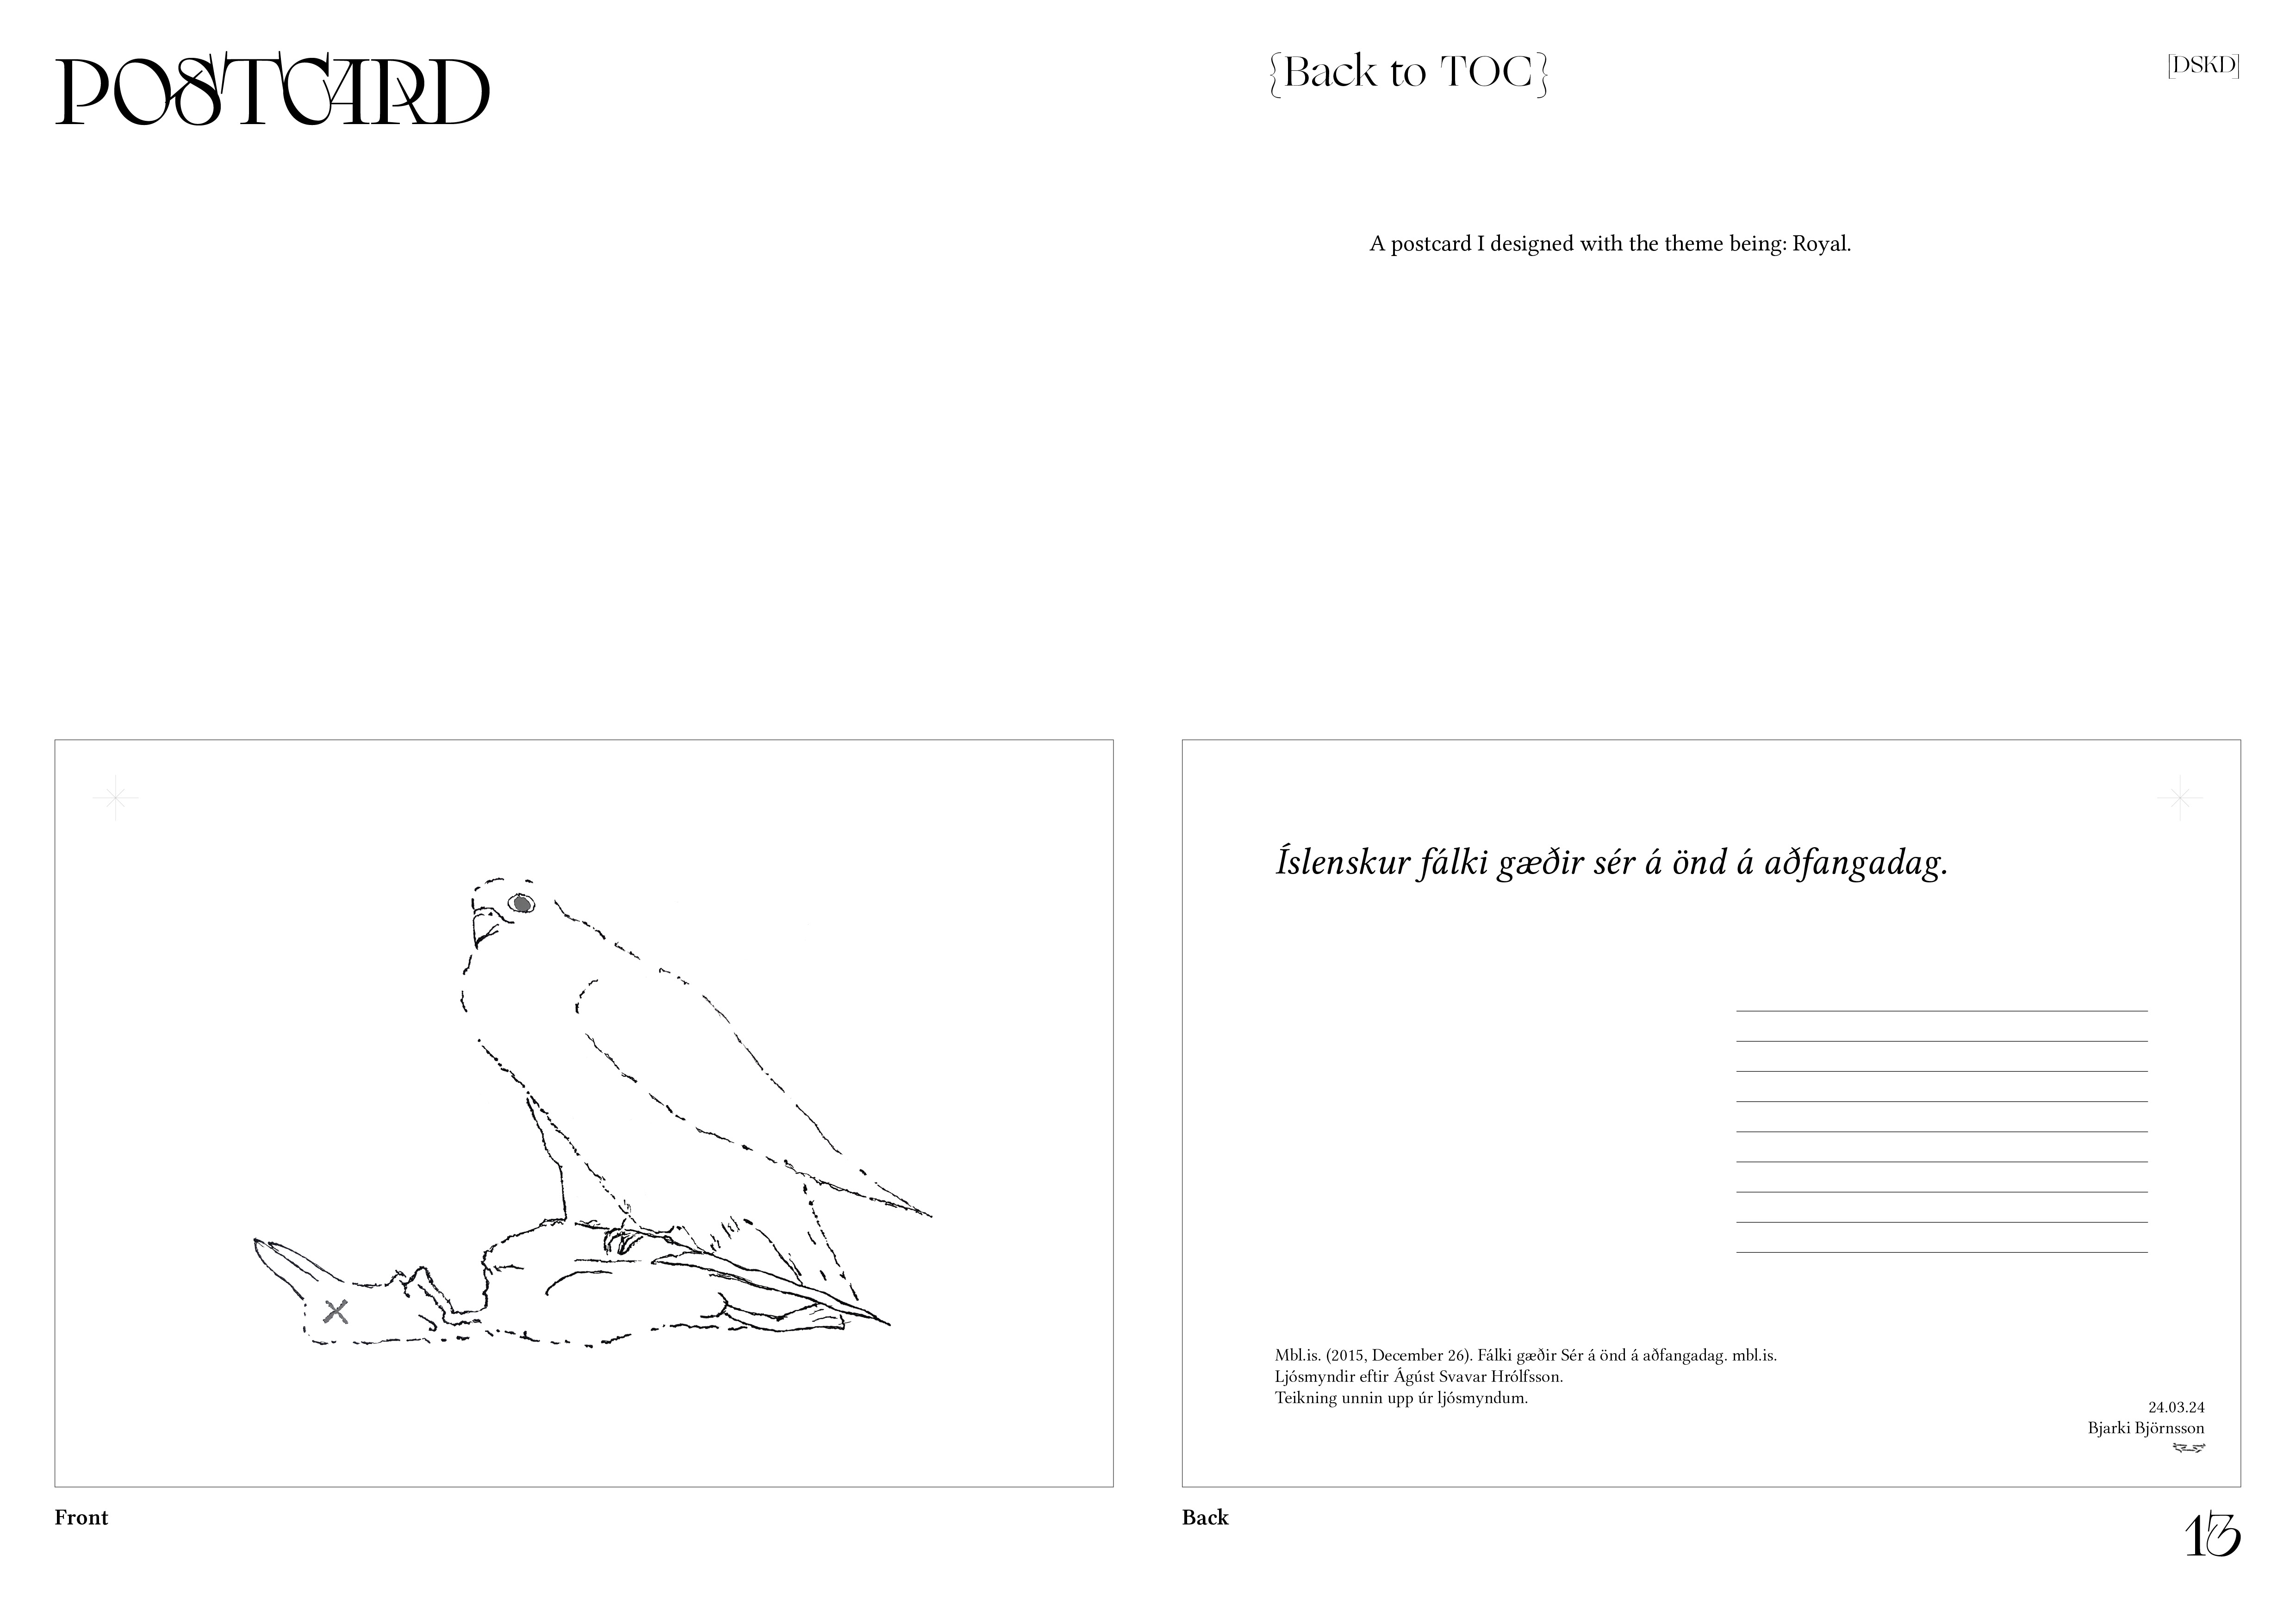 POSTCARD
{Back to TOC}
[DSKD]
A postcard I designed with the theme being: Royal.
Íslenskur fálki gæðir sér á önd á aðfangadag.
Mbl.is. (2015, December 26). Fálki gæðir Sér á önd á aðfangadag. mbl.is.
Ljósmyndir eftir Ágúst Svavar Hrólfsson.
Teikning unnin upp úr ljósmyndum.
24.03.24
Bjarki Björnsson
Front
Back
13